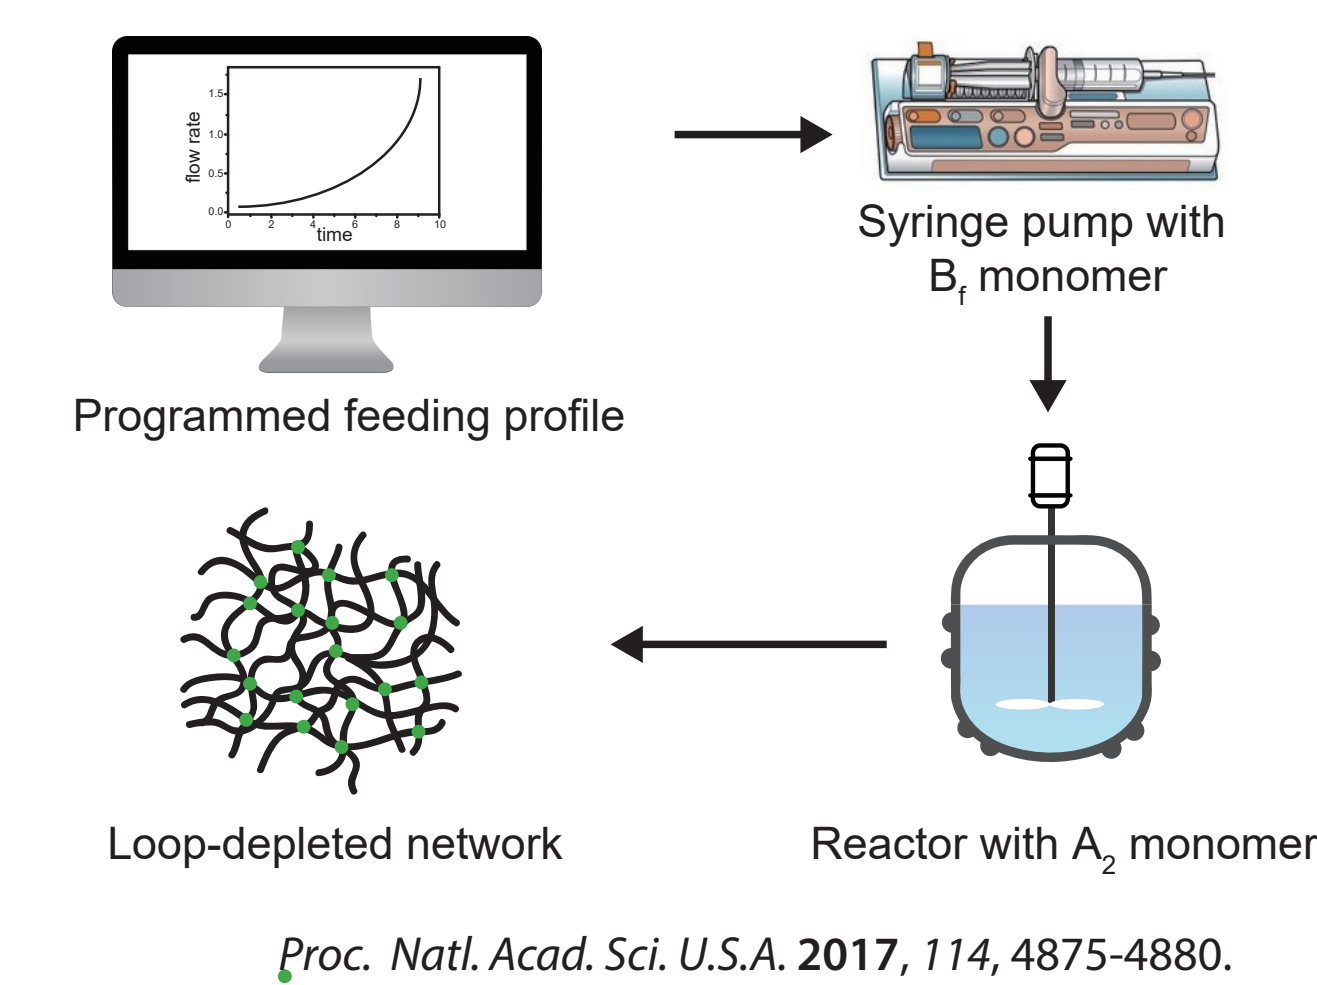 flow rate
1.5
1.0
0.5
0.0
0 2 4 6 8 10
time
Programmed feeding profile
Syringe pump with
Bf monomer
Loop-depleted network
Reactor with A2 monomer
Proc. Natl. Acad. Sci. U.S.A. 2017, 114, 4875-4880.